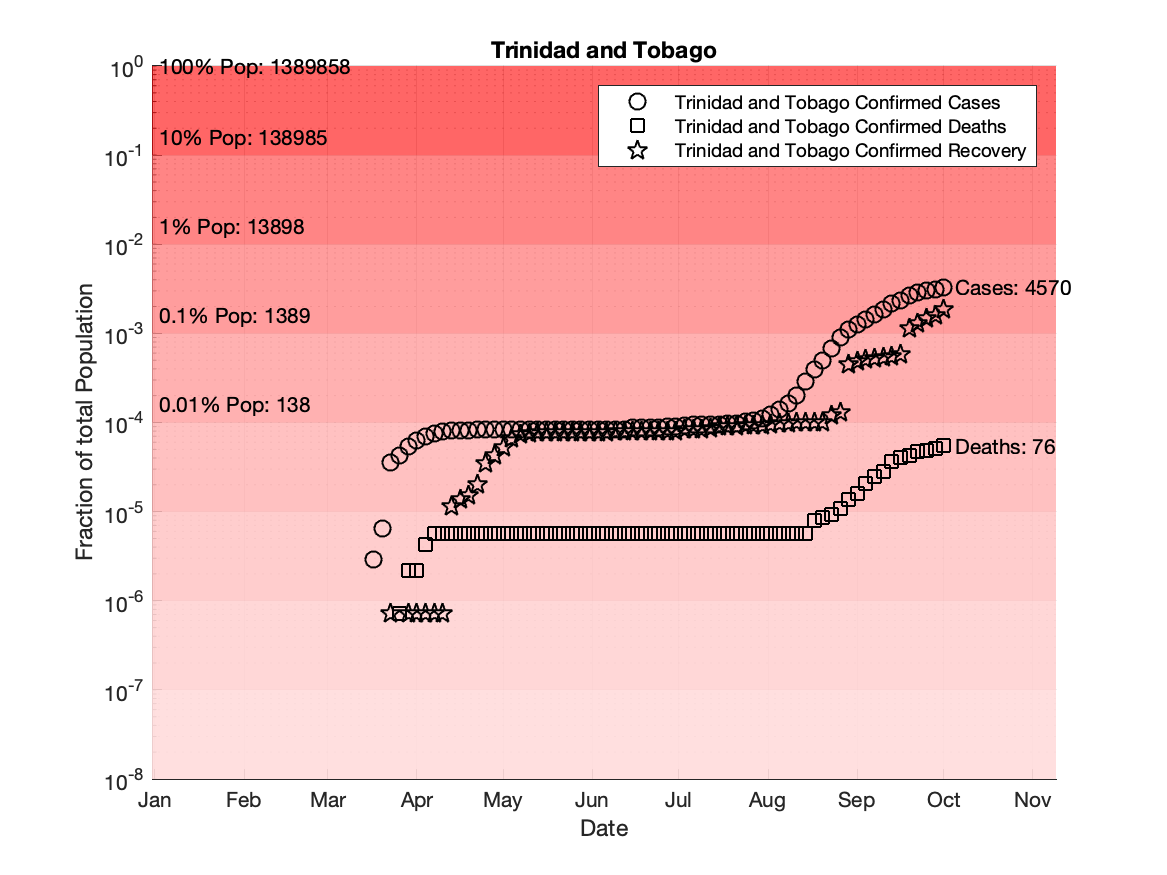 Trinidad and Tobago
10^0
100% Pop: 1389858
Trinidad and Tobago Confirmed Cases
Trinidad and Tobago Confirmed Deaths
Trinidad and Tobago Confirmed Recovery
10% Pop: 138985
10^-1
1% Pop: 13898
10^-2
Cases: 4570
0.1% Pop: 1389
10^-3
0.01% Pop: 138
10^-4
Deaths: 76
10^-5
10^-6
10^-7
10^-8
Fraction of total Population
Jan Feb Mar Apr May Jun Jul Aug Sep Oct Nov
Date